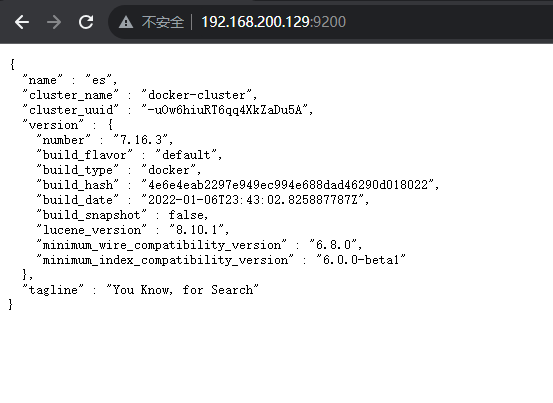 不安全 192.168.200.129:9200
{
"name" : "es",
"cluster_name" : "docker-cluster",
"cluster_uuid" : "-uOw6hiuRT6qq4XkZaDu5A",
"version" : {
"number" : "7.16.3",
"build_flavor" : "default",
"build_type" : "docker",
"build_hash" : "4e6e4eab2297e949ec994e688dad46290d018022",
"build_date" : "2022-01-06T23:43:02.825887787Z",
"build_snapshot" : false,
"lucene_version" : "8.10.1",
"minimum_wire_compatibility_version" : "6.8.0",
"minimum_index_compatibility_version" : "6.0.0-beta1"
},
"tagline" : "You Know, for Search"
}